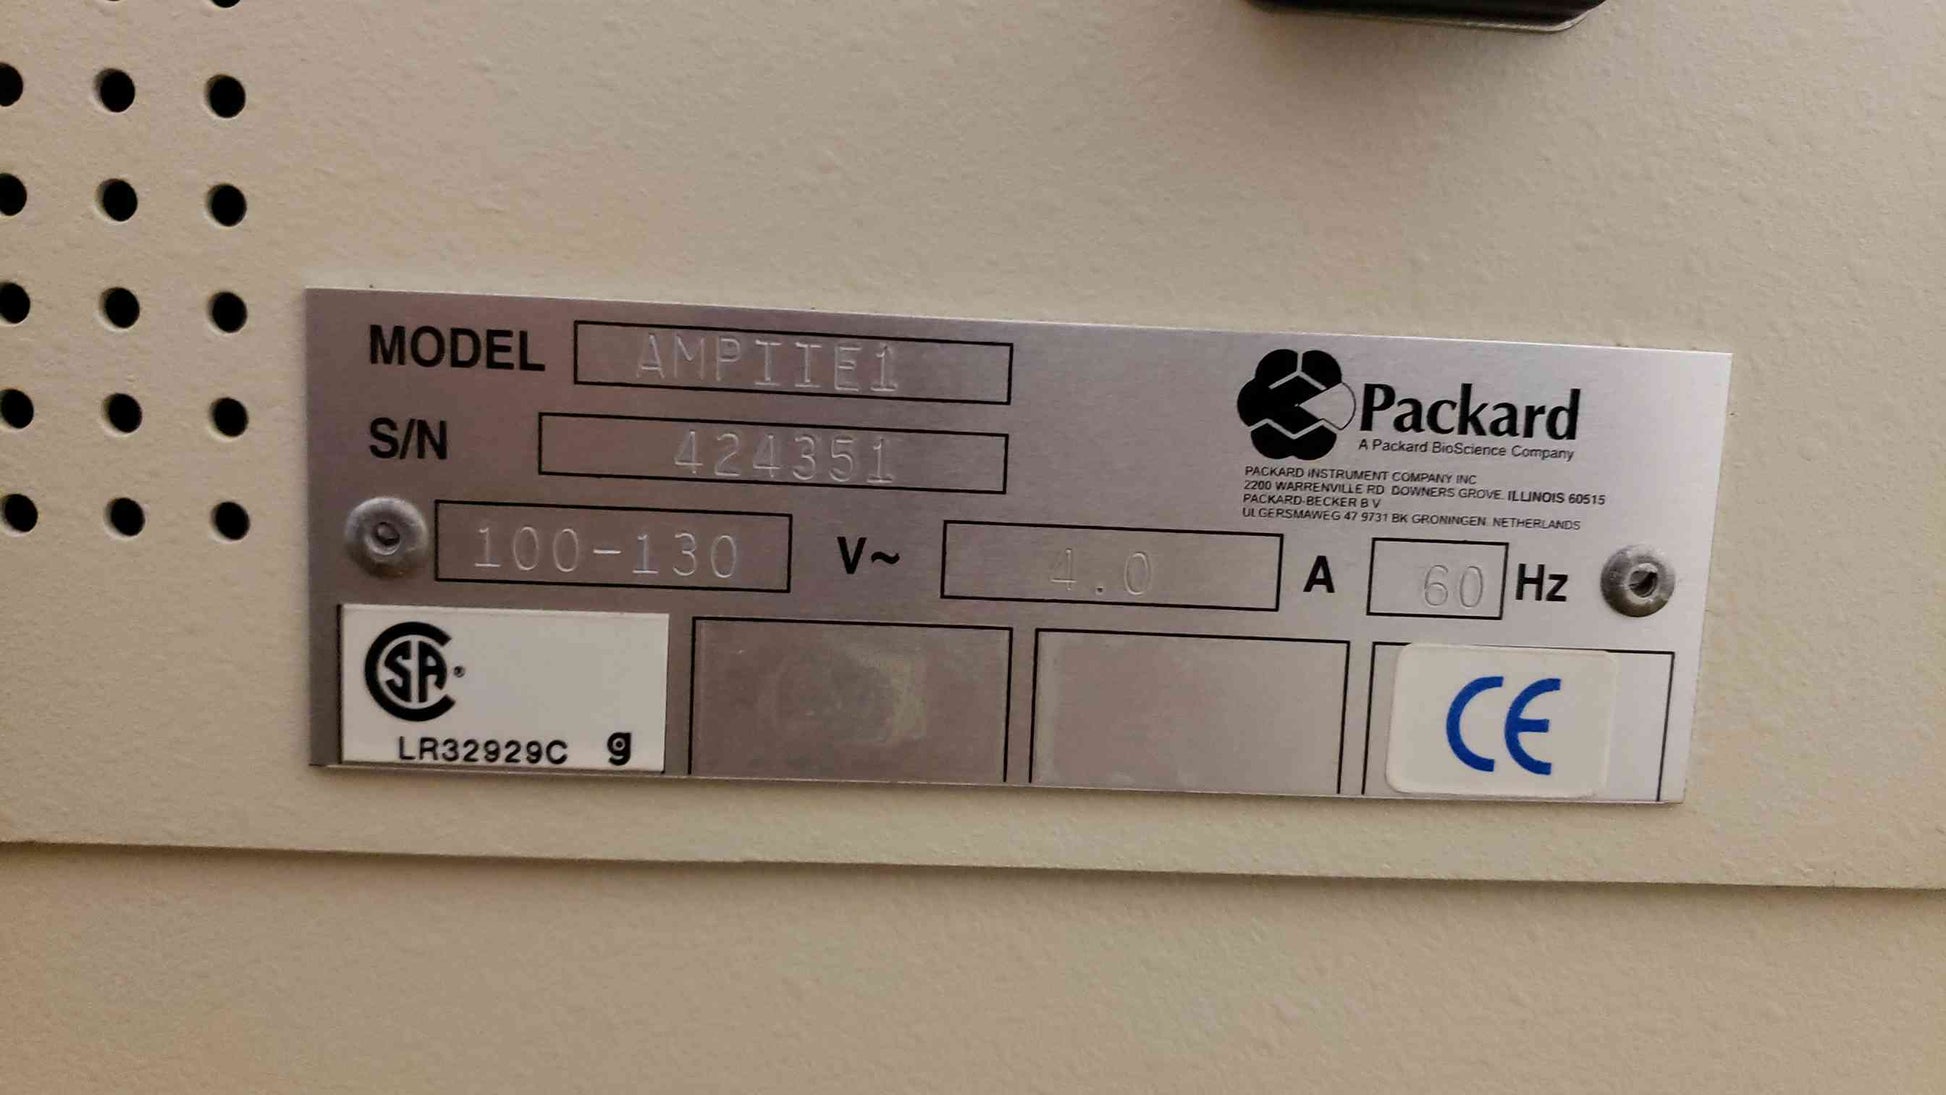 MODEL AMPIIE1
S/N 424351
100-130 V~ 4.0 A 60 Hz
Packard
A Packard BioScience Company
PACKARD INSTRUMENT COMPANY INC
2200 WARRENVILLE RD DOWNERS GROVE, ILLINOIS 60515
PACKARD-BECKER B V
ULGERSMAWEG 47 9731 BK GRONINGEN, NETHERLANDS
CSA®
LR32929C g
CE